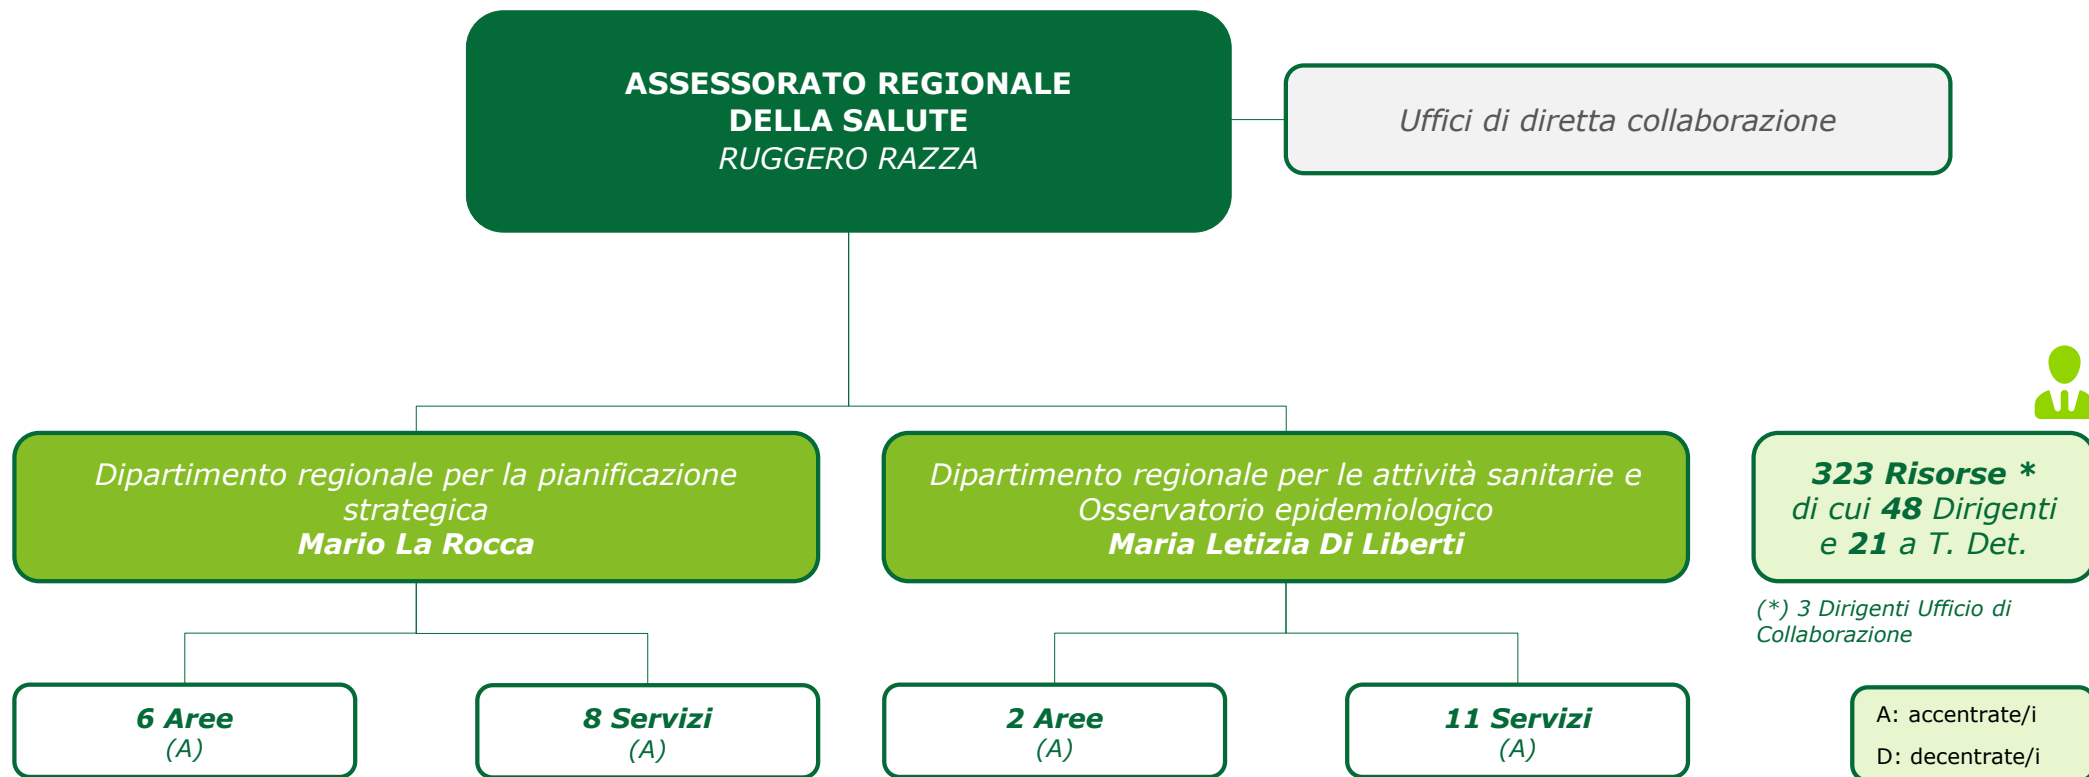 ASSESSORATO REGIONALE
DELLA SALUTE
RUGGERO RAZZA
Uffici di diretta collaborazione
Dipartimento regionale per la pianificazione
strategica
Mario La Rocca
Dipartimento regionale per le attività sanitarie e
Osservatorio epidemiologico
Maria Letizia Di Liberti
323 Risorse *
di cui 48 Dirigenti
e 21 a T. Det.
(*) 3 Dirigenti Ufficio di
Collaborazione
6 Aree
(A)
8 Servizi
(A)
2 Aree
(A)
11 Servizi
(A)
A: accentrate/i
D: decentrate/i